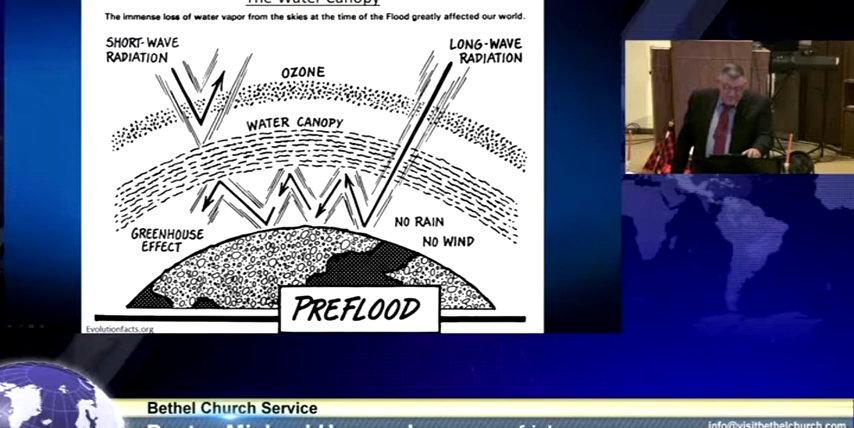 The Water Canopy
The immense loss of water vapor from the skies at the time of the Flood greatly affected our world.
SHORT-WAVE
RADIATION
LONG-WAVE
RADIATION
OZONE
WATER CANOPY
GREENHOUSE
EFFECT
NO RAIN
NO WIND
PREFLOOD
Evolutionfacts.org
Bethel Church Service
info@visitbethelchurch.com